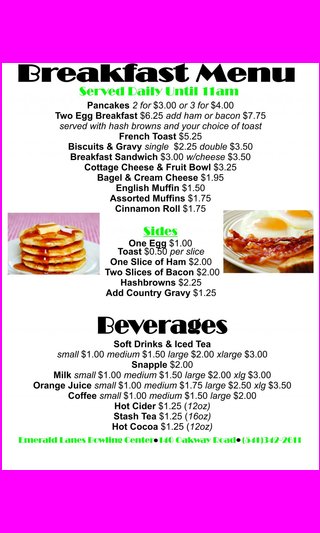 Breakfast Menu
Served Daily Until 11am
Pancakes 2 for $3.00 or 3 for $4.00
Two Egg Breakfast $6.25 add ham or bacon $7.75
served with hash browns and your choice of toast
French Toast $5.25
Biscuits & Gravy single $2.25 double $3.50
Breakfast Sandwich $3.00 w/cheese $3.50
Cottage Cheese & Fruit Bowl $3.25
Bagel & Cream Cheese $1.95
English Muffin $1.50
Assorted Muffins $1.75
Cinnamon Roll $1.75
Sides
One Egg $1.00
Toast $0.50 per slice
One Slice of Ham $2.00
Two Slices of Bacon $2.00
Hashbrowns $2.25
Add Country Gravy $1.25
Beverages
Soft Drinks & Iced Tea
small $1.00 medium $1.50 large $2.00 xlarge $3.00
Snapple $2.00
Milk small $1.00 medium $1.50 large $2.00 xlg $3.00
Orange Juice small $1.00 medium $1.75 large $2.50 xlg $3.50
Coffee small $1.00 medium $1.50 large $2.00
Hot Cider $1.25 (12oz)
Stash Tea $1.25 (16oz)
Hot Cocoa $1.25 (12oz)
Emerald Lanes Bowling Center•140 Oakway Road•(541)342-2611